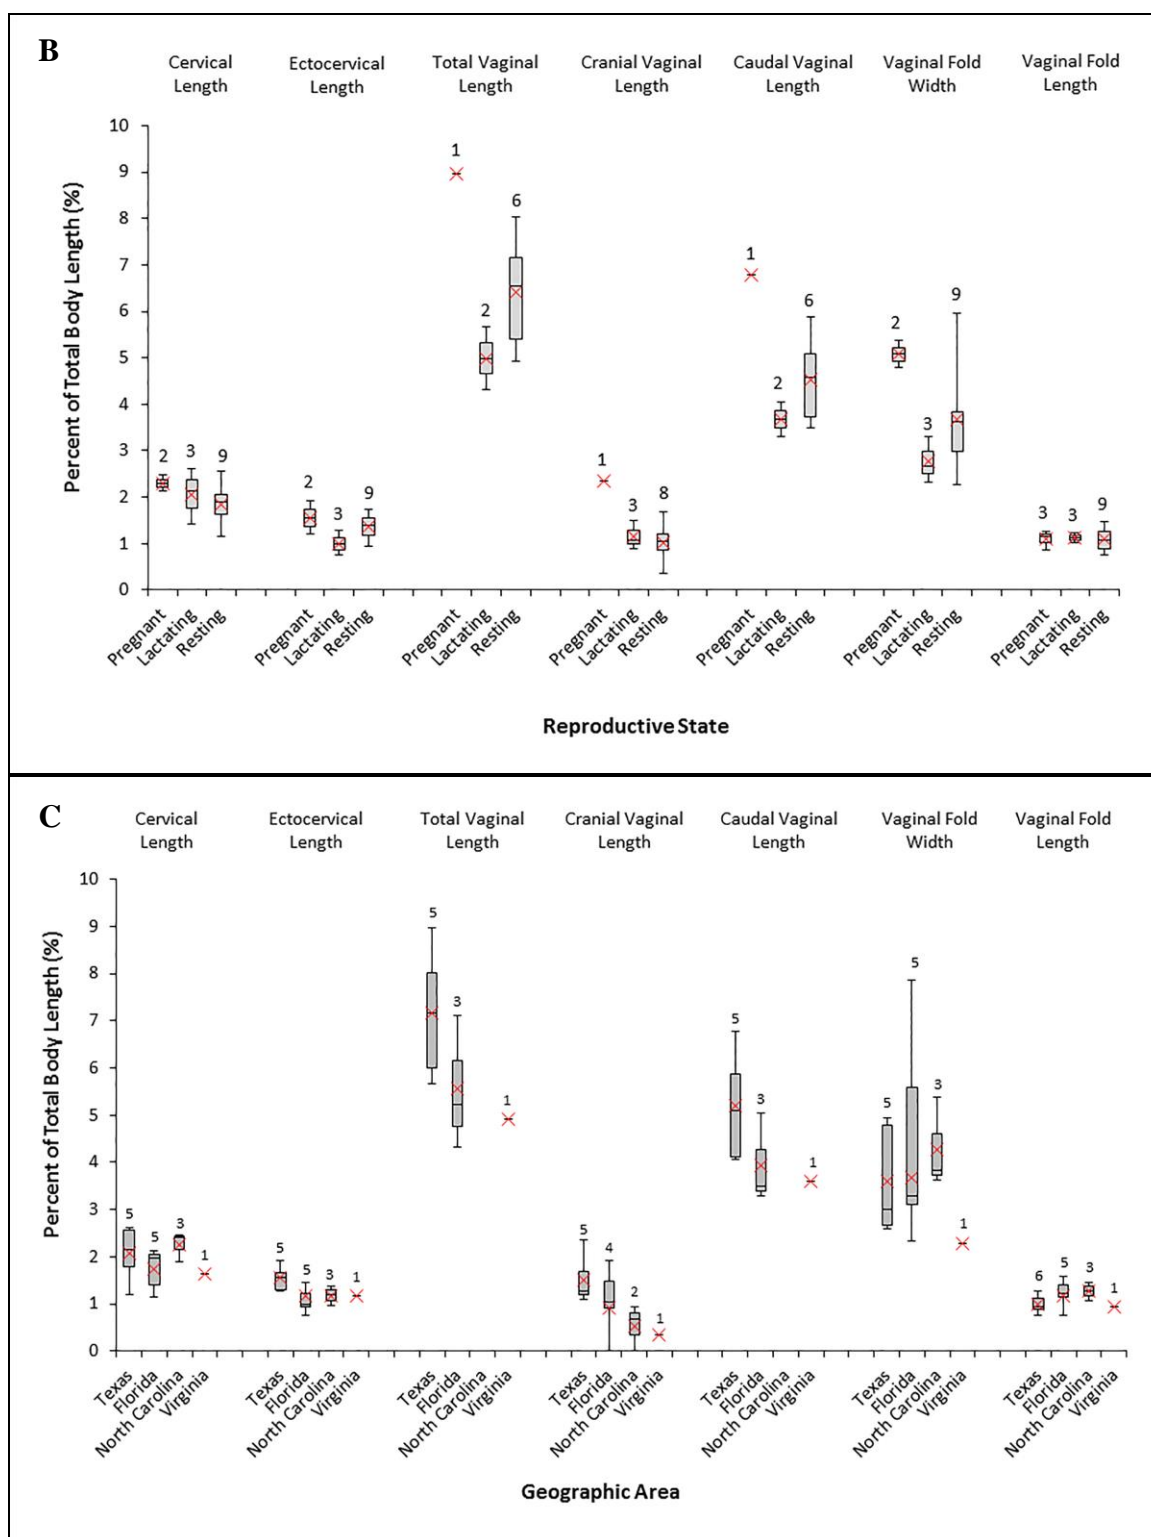 B
Cervical Length
Ectocervical Length
Total Vaginal Length
Cranial Vaginal Length
Caudal Vaginal Length
Vaginal Fold Width
Vaginal Fold Length
Percent of Total Body Length (%)
10
9
8
7
6
5
4
3
2
1
0
2
3
9
2
3
9
1
2
6
1
3
8
1
2
6
2
3
9
3
3
9
Pregnant
Lactating
Resting
Pregnant
Lactating
Resting
Pregnant
Lactating
Resting
Pregnant
Lactating
Resting
Pregnant
Lactating
Resting
Pregnant
Lactating
Resting
Pregnant
Lactating
Resting
Reproductive State
C
Cervical Length
Ectocervical Length
Total Vaginal Length
Cranial Vaginal Length
Caudal Vaginal Length
Vaginal Fold Width
Vaginal Fold Length
Percent of Total Body Length (%)
10
9
8
7
6
5
4
3
2
1
0
5
5
3
1
5
5
3
1
5
3
1
5
4
2
1
5
3
1
5
5
3
1
6
5
3
1
Texas
Florida
North Carolina
Virginia
Texas
Florida
North Carolina
Virginia
Texas
Florida
North Carolina
Virginia
Texas
Florida
North Carolina
Virginia
Texas
Florida
North Carolina
Virginia
Texas
Florida
North Carolina
Virginia
Texas
Florida
North Carolina
Virginia
Geographic Area